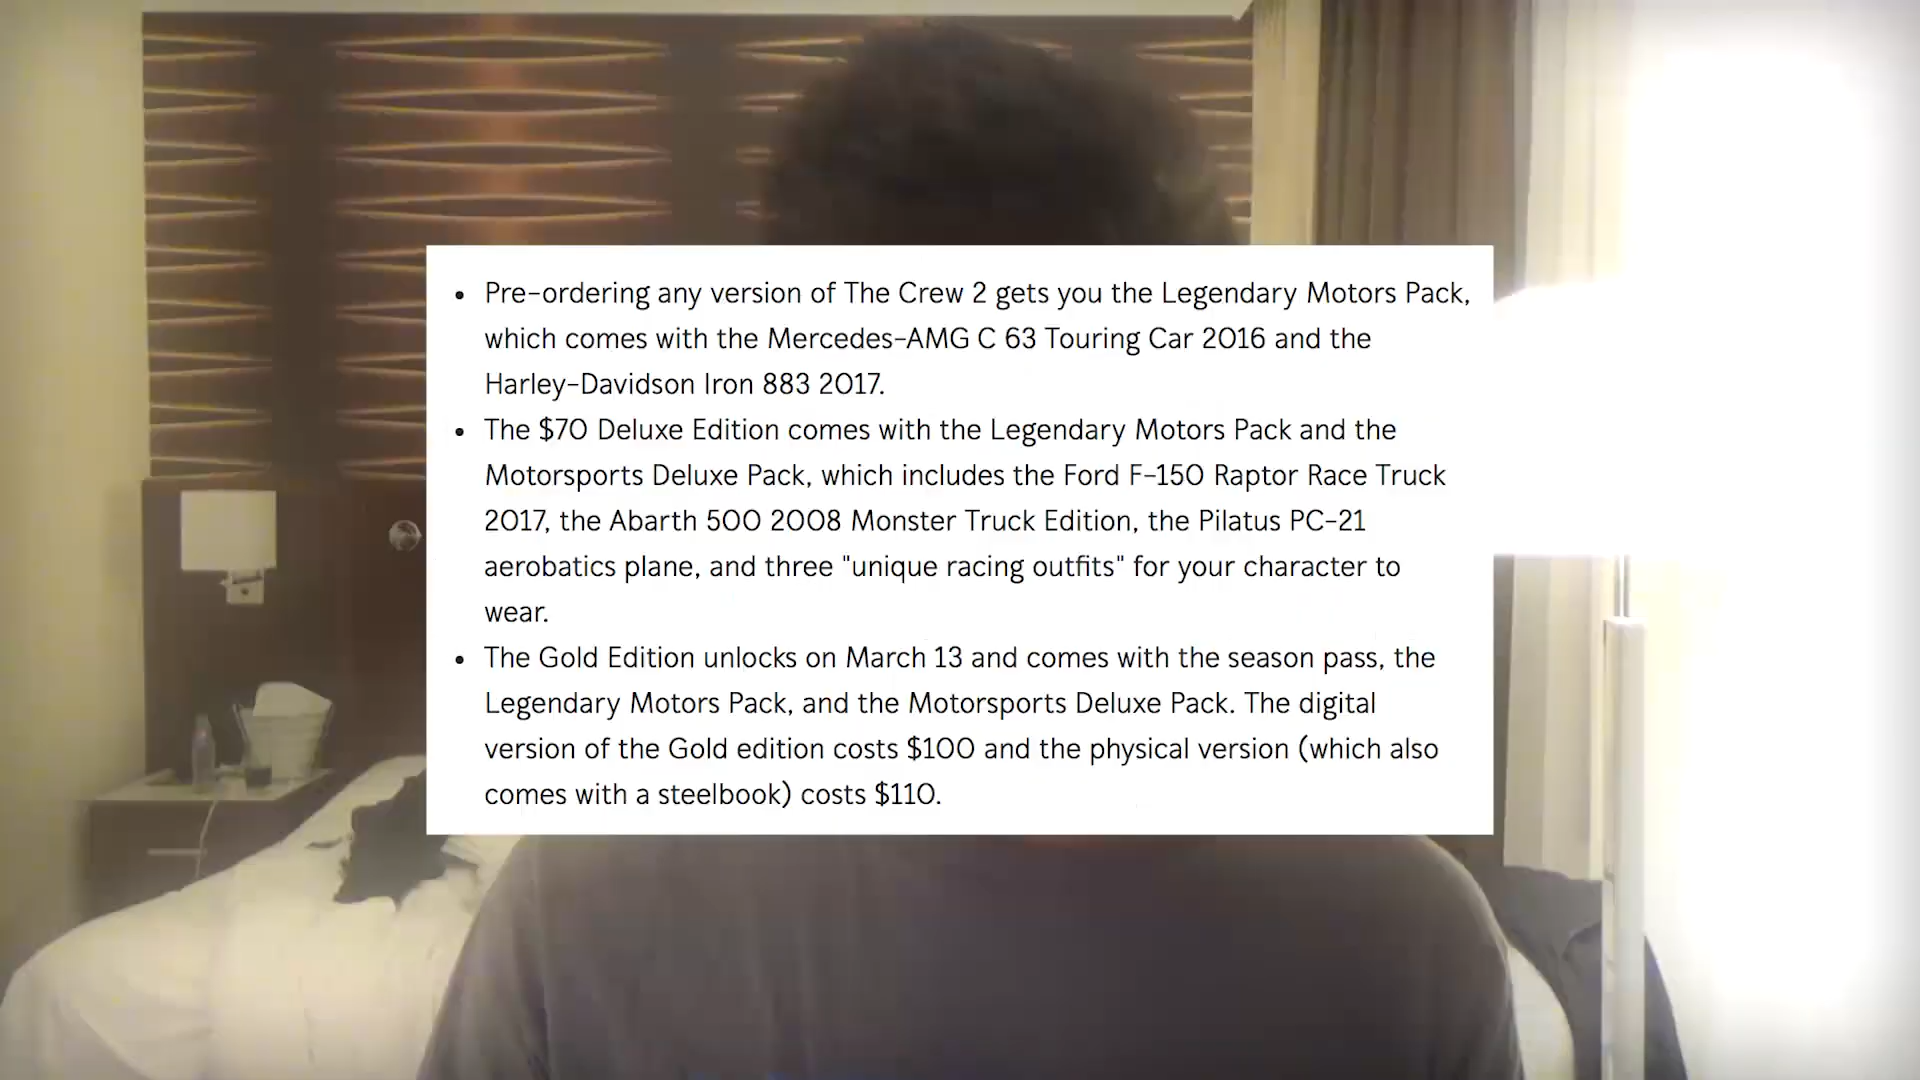 Pre-ordering any version of The Crew 2 gets you the Legendary Motors Pack,
which comes with the Mercedes-AMG C 63 Touring Car 2016 and the
Harley-Davidson Iron 883 2017.
The $70 Deluxe Edition comes with the Legendary Motors Pack and the
Motorsports Deluxe Pack, which includes the Ford F-150 Raptor Race Truck
2017, the Abarth 500 2008 Monster Truck Edition, the Pilatus PC-21
aerobatics plane, and three "unique racing outfits" for your character to
wear.
The Gold Edition unlocks on March 13 and comes with the season pass, the
Legendary Motors Pack, and the Motorsports Deluxe Pack. The digital
version of the Gold edition costs $100 and the physical version (which also
comes with a steelbook) costs $110.